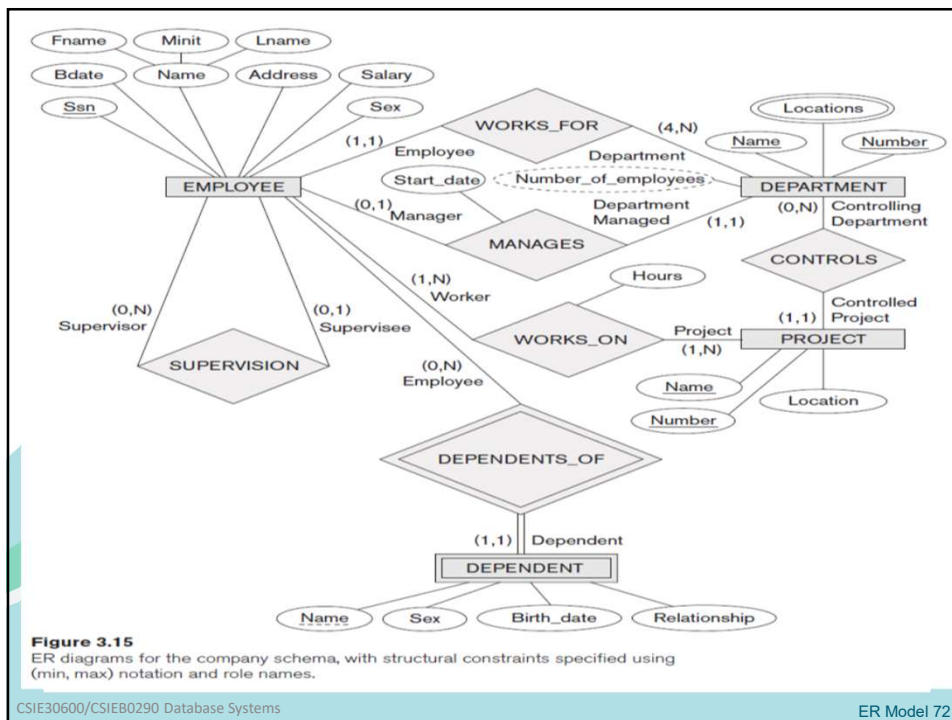 Fname Minit Lname
Bdate Name Address Salary
Ssn Sex
Locations
WORKS_FOR
(1,1) (4,N)
Employee Department
Name Number
Start_date Number_of_employees
EMPLOYEE DEPARTMENT
(0,1) Department (0,N) Controlling
Manager Managed (1,1) Department
MANAGES
CONTROLS
Hours
(1,N)
Worker
(0,N) (0,1)
Supervisor Supervisee
Controlled
(1,1) Project
WORKS_ON Project PROJECT
(1,N)
SUPERVISION
(0,N)
Employee
Name
Location
Number
DEPENDENTS_OF
(1,1) Dependent
DEPENDENT
Name Sex Birth_date Relationship
Figure 3.15
ER diagrams for the company schema, with structural constraints specified using
(min, max) notation and role names.
CSIE30600/CSIEB0290 Database Systems
ER Model 72